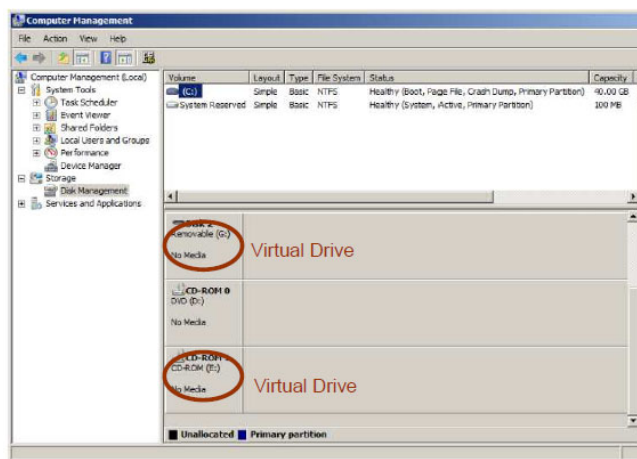 Computer Management
File Action View Help
Computer Management (Local)
System Tools
Task Scheduler
Event Viewer
Shared Folders
Local Users and Groups
Performance
Device Manager
Storage
Disk Management
Services and Applications
Volume Layout Type File System Status Capacity
(C:) Simple Basic NTFS Healthy (Boot, Page File, Crash Dump, Primary Partition) 40.00 GB
System Reserved Simple Basic NTFS Healthy (System, Active, Primary Partition) 100 MB
Disk 2
Removable (G:)
No Media
Virtual Drive
CD-ROM 0
DVD (D:)
No Media
CD-ROM
CD-ROM (E:)
No Media
Virtual Drive
Unallocated Primary partition